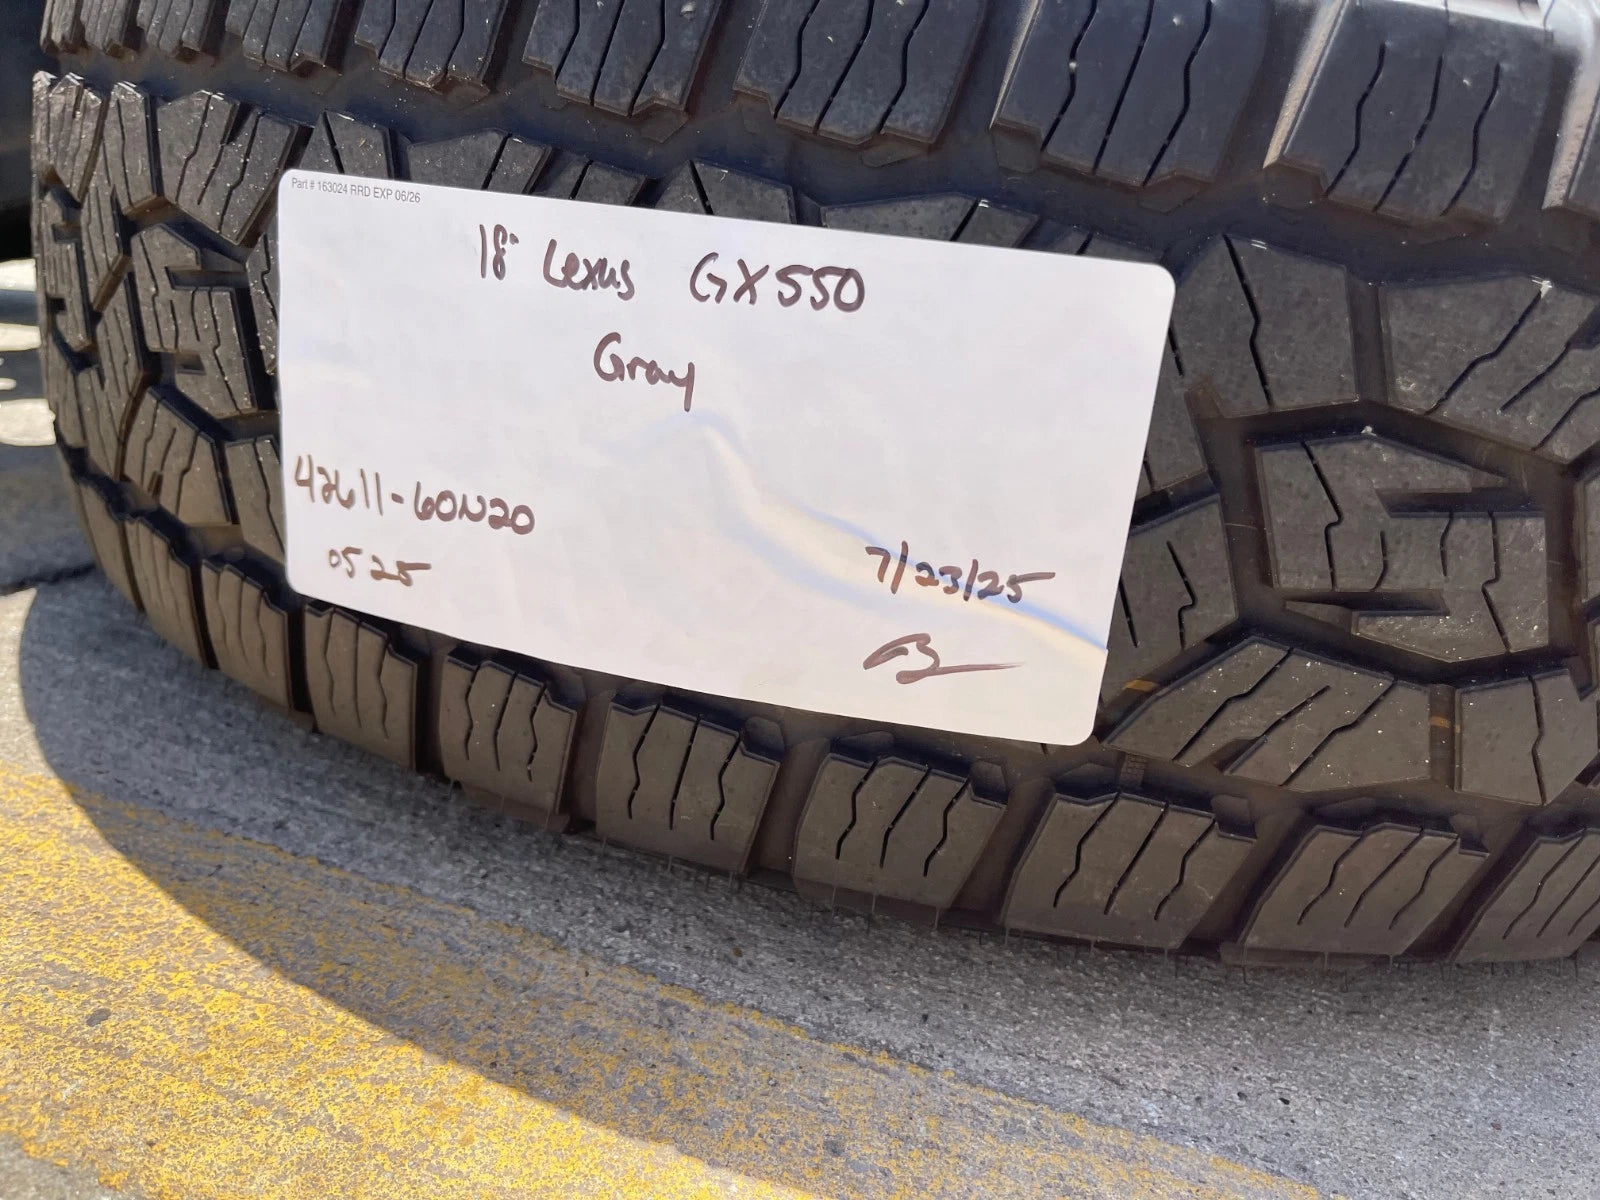 Part # 163024 RRD EXP 06/26
18" Lexus GX550
Gray
42611-60N20
0525
7/23/25